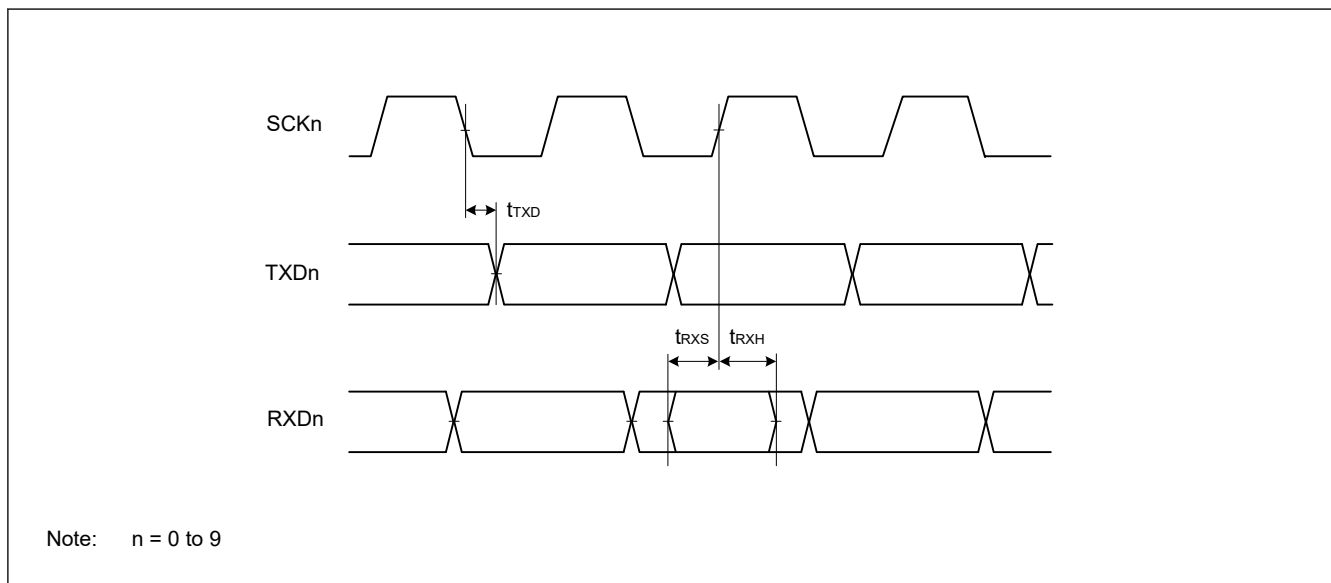 SCKn
tTXD
TXDn
tRXS tRXH
RXDn
Note: n = 0 to 9